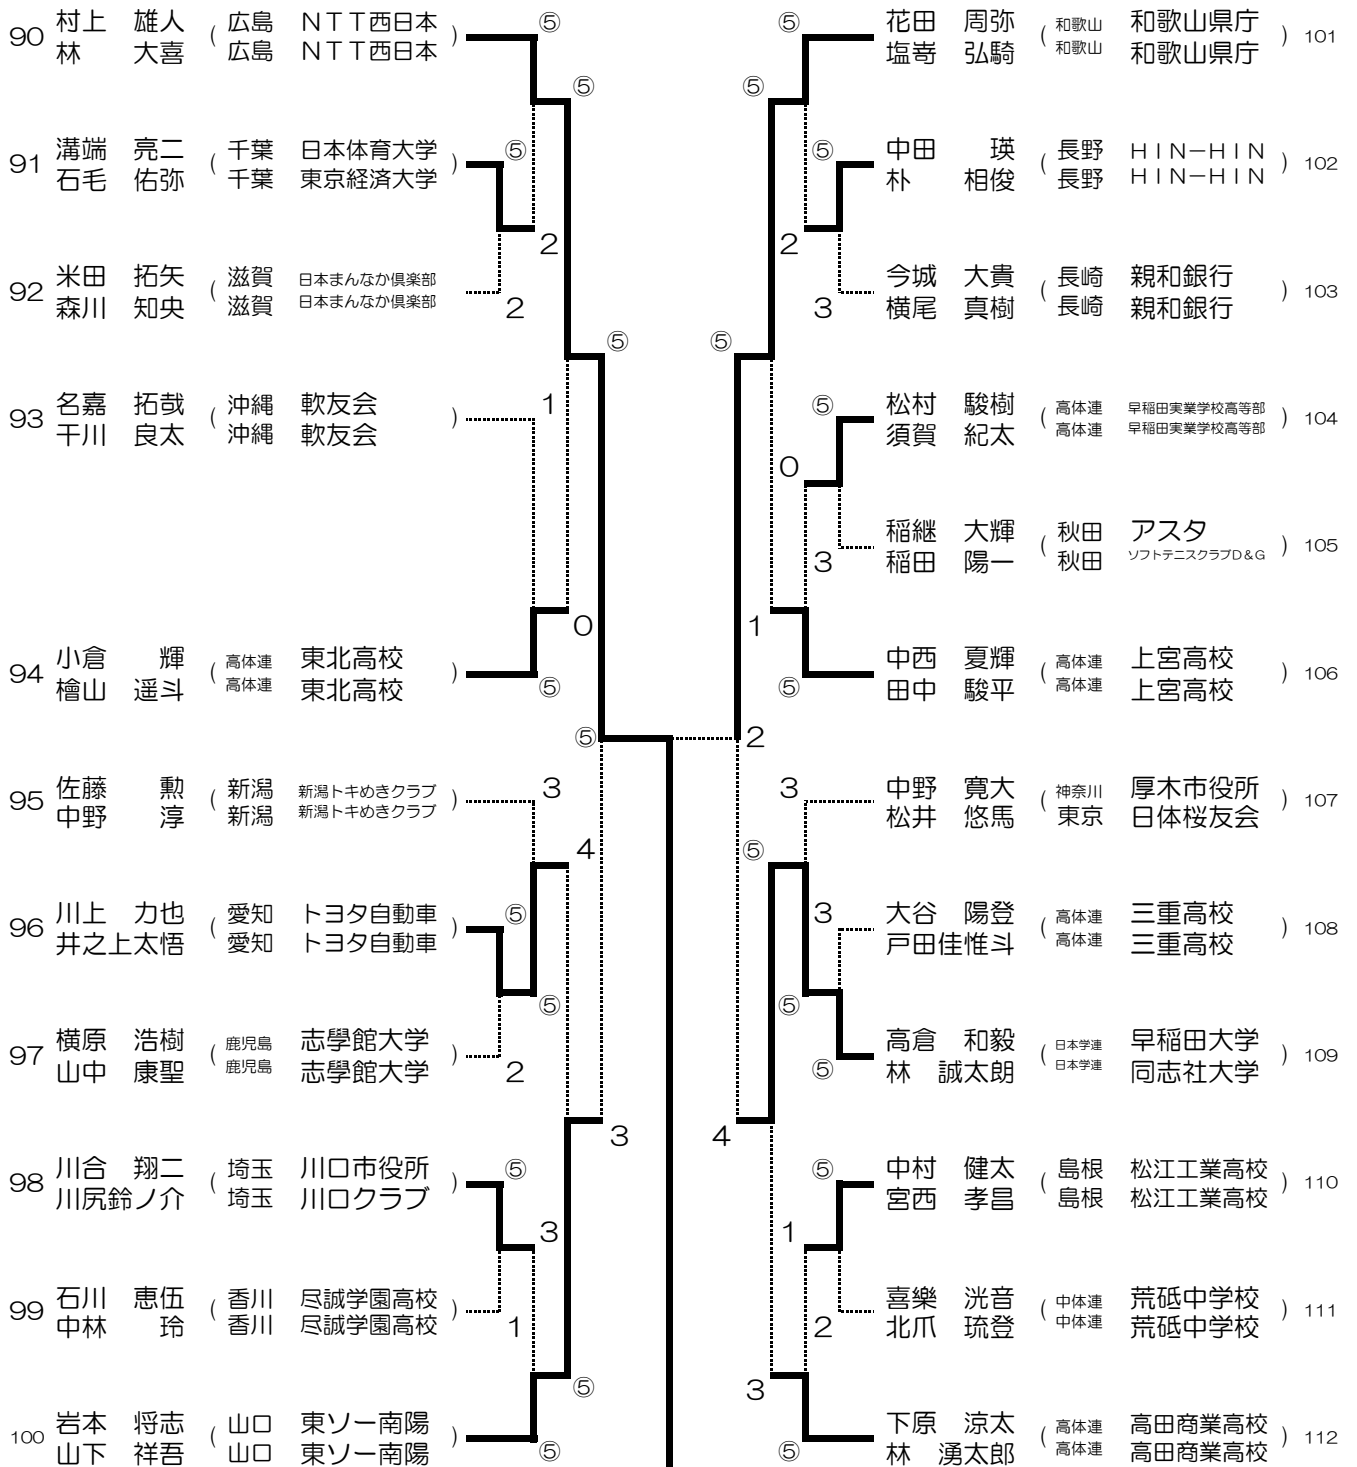 90 村上 雄人 ( 広島 ＮＴＴ西日本 ) ⑤
林 大喜 広島 ＮＴＴ西日本
⑤
91 溝端 亮二 ( 千葉 日本体育大学 ) ⑤
石毛 佑弥 千葉 東京経済大学
2
92 米田 拓矢 ( 滋賀 日本まんなか倶楽部 ) 2
森川 知央 滋賀 日本まんなか倶楽部
⑤
93 名嘉 拓哉 ( 沖縄 軟友会 ) 1
干川 良太 沖縄 軟友会
0
94 小倉 輝 ( 高体連 東北高校 ) ⑤
檜山 遥斗 高体連 東北高校
⑤
95 佐藤 勲 ( 新潟 新潟トキめきクラブ ) 3
中野 淳 新潟 新潟トキめきクラブ
4
96 川上 力也 ( 愛知 トヨタ自動車 ) ⑤
井之上太悟 愛知 トヨタ自動車
⑤
97 横原 浩樹 ( 鹿児島 志學館大学 ) 2
山中 康聖 鹿児島 志學館大学
3
98 川合 翔二 ( 埼玉 川口市役所 ) ⑤
川尻鈴ノ介 埼玉 川口クラブ
3
99 石川 恵伍 ( 香川 尽誠学園高校 ) 1
中林 玲 香川 尽誠学園高校
⑤
100 岩本 将志 ( 山口 東ソー南陽 ) ⑤
山下 祥吾 山口 東ソー南陽
⑤ 花田 周弥 ( 和歌山 和歌山県庁 ) 101
塩嵜 弘騎 和歌山 和歌山県庁
⑤
⑤ 中田 瑛 ( 長野 ＨＩＮ−ＨＩＮ ) 102
朴 相俊 長野 ＨＩＮ−ＨＩＮ
2
3 今城 大貴 ( 長崎 親和銀行 ) 103
横尾 真樹 長崎 親和銀行
⑤
⑤ 松村 駿樹 ( 高体連 早稲田実業学校高等部 ) 104
須賀 紀太 高体連 早稲田実業学校高等部
0
3 稲継 大輝 ( 秋田 アスタ ) 105
稲田 陽一 秋田 ソフトテニスクラブＤ＆Ｇ
1
⑤ 中西 夏輝 ( 高体連 上宮高校 ) 106
田中 駿平 高体連 上宮高校
2
3 中野 寛大 ( 神奈川 厚木市役所 ) 107
松井 悠馬 東京 日体桜友会
⑤
3 大谷 陽登 ( 高体連 三重高校 ) 108
戸田佳惟斗 高体連 三重高校
⑤
⑤ 高倉 和毅 ( 日本学連 早稲田大学 ) 109
林 誠太朗 日本学連 同志社大学
4
⑤ 中村 健太 ( 島根 松江工業高校 ) 110
宮西 孝昌 島根 松江工業高校
1
2 喜樂 洸音 ( 中体連 荒砥中学校 ) 111
北爪 琉登 中体連 荒砥中学校
3
⑤ 下原 涼太 ( 高体連 高田商業高校 ) 112
林 湧太郎 高体連 高田商業高校